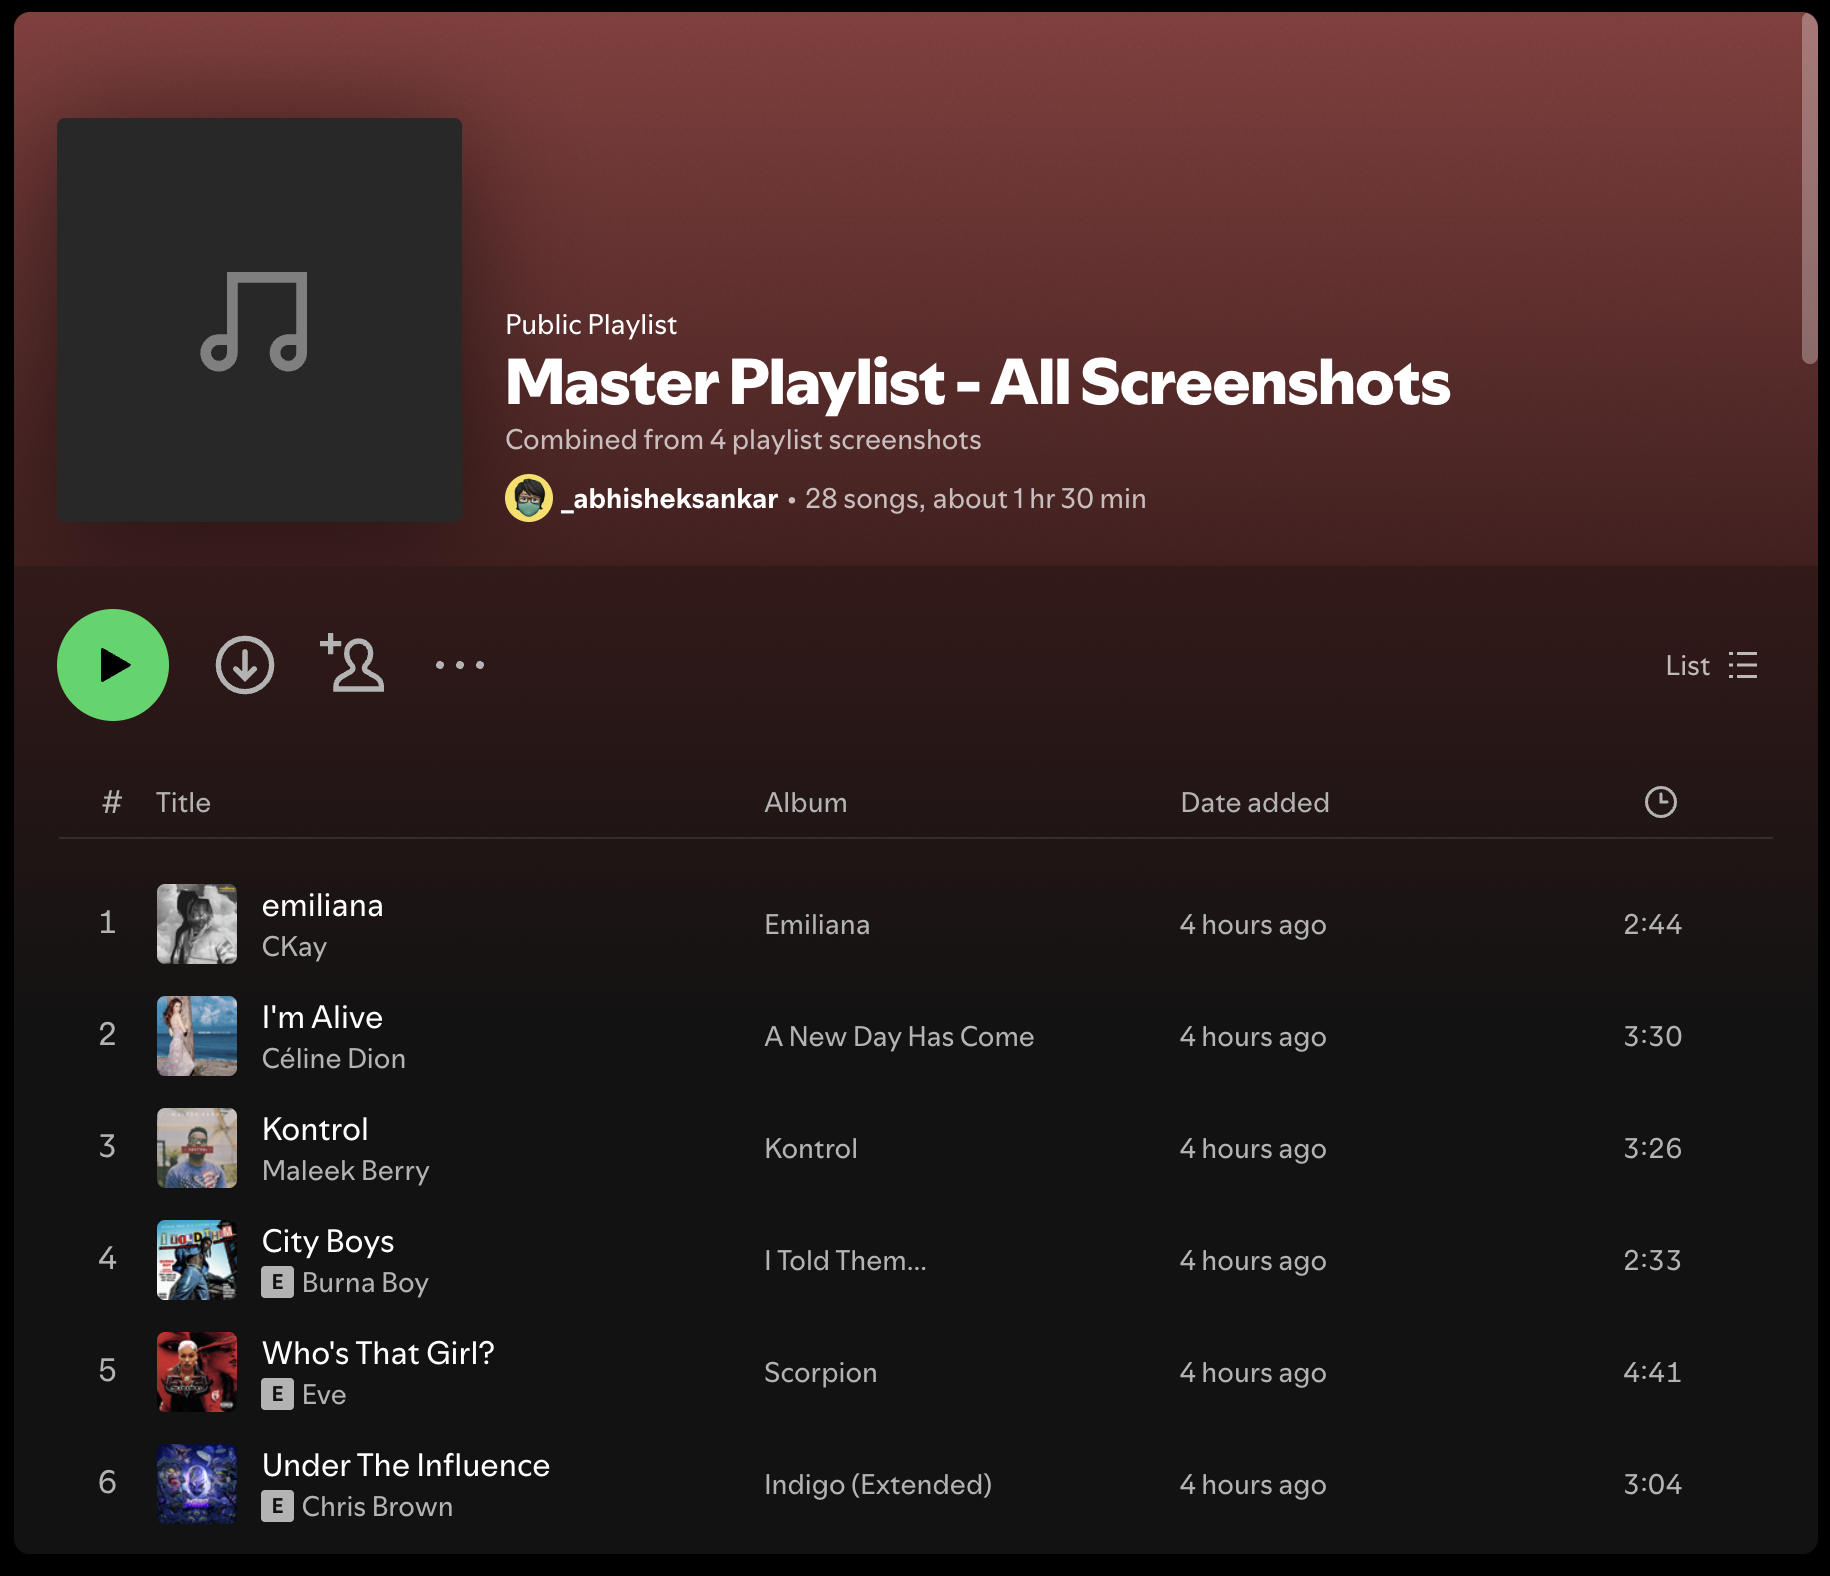 Public Playlist
Master Playlist - All Screenshots
Combined from 4 playlist screenshots
_abhisheksankar • 28 songs, about 1 hr 30 min
List
# Title Album Date added
1 emiliana Emiliana 4 hours ago 2:44
CKay
2 I'm Alive A New Day Has Come 4 hours ago 3:30
Céline Dion
3 Kontrol Kontrol 4 hours ago 3:26
Maleek Berry
4 City Boys I Told Them... 4 hours ago 2:33
E Burna Boy
5 Who's That Girl? Scorpion 4 hours ago 4:41
E Eve
6 Under The Influence Indigo (Extended) 4 hours ago 3:04
E Chris Brown